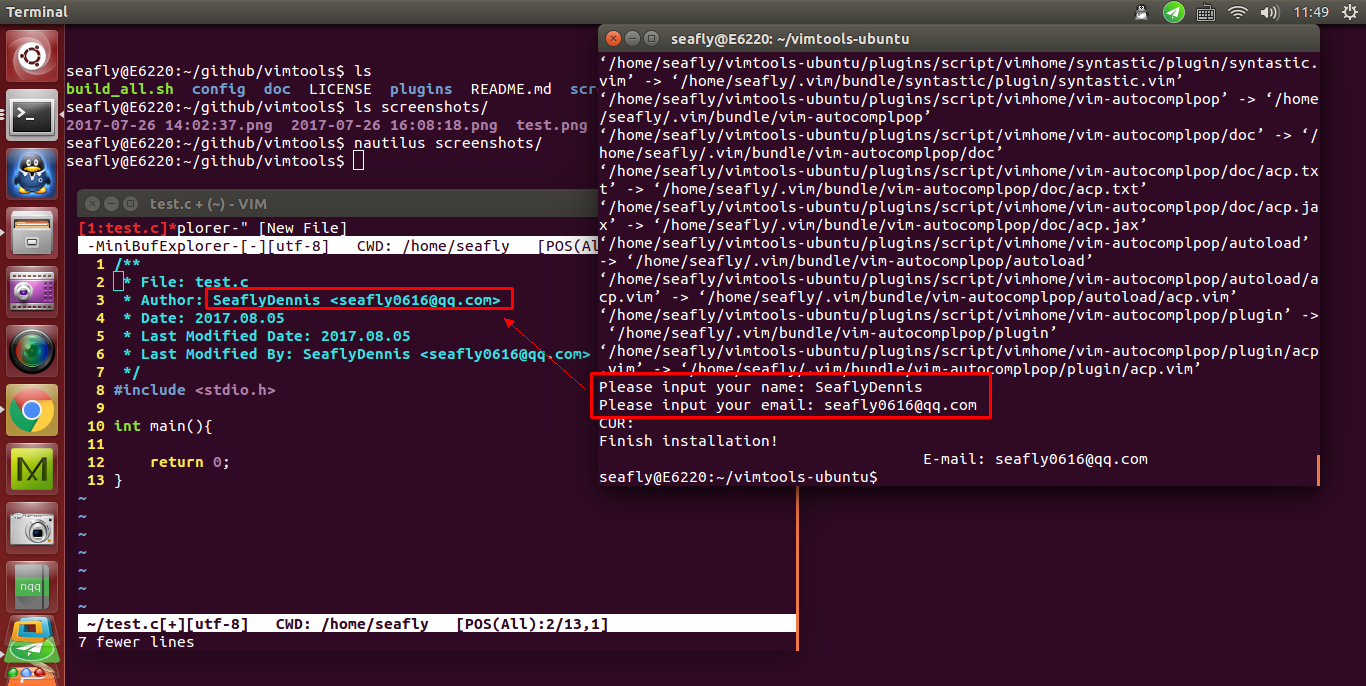 Terminal
11:49
seafly@E6220:~/github/vimtools$ ls
build_all.sh  config  doc  LICENSE  plugins  README.md  scr
seafly@E6220:~/github/vimtools$ ls screenshots/
2017-07-26 14:02:37.png  2017-07-26 16:08:18.png  test.png
seafly@E6220:~/github/vimtools$ nautilus screenshots/
seafly@E6220:~/github/vimtools$
test.c + (~) - VIM
[1:test.c]*plorer-" [New File]
-MiniBufExplorer-[-][utf-8]   CWD: /home/seafly   [POS(Al
1 /**
2  * File: test.c
3  * Author: SeaflyDennis <seafly0616@qq.com>
4  * Date: 2017.08.05
5  * Last Modified Date: 2017.08.05
6  * Last Modified By: SeaflyDennis <seafly0616@qq.com>
7  */
8 #include <stdio.h>
9
10 int main(){
11
12     return 0;
13 }
~
~
~
~
~
~
~
~/test.c[+][utf-8]   CWD: /home/seafly   [POS(All):2/13,1]
7 fewer lines
seafly@E6220: ~/vimtools-ubuntu
‘/home/seafly/vimtools-ubuntu/plugins/script/vimhome/syntastic/plugin/syntastic.
vim’ -> ‘/home/seafly/.vim/bundle/syntastic/plugin/syntastic.vim’
‘/home/seafly/vimtools-ubuntu/plugins/script/vimhome/vim-autocomplpop’ -> ‘/home
/seafly/.vim/bundle/vim-autocomplpop’
‘/home/seafly/vimtools-ubuntu/plugins/script/vimhome/vim-autocomplpop/doc’ -> ‘/
home/seafly/.vim/bundle/vim-autocomplpop/doc’
‘/home/seafly/vimtools-ubuntu/plugins/script/vimhome/vim-autocomplpop/doc/acp.tx
t’ -> ‘/home/seafly/.vim/bundle/vim-autocomplpop/doc/acp.txt’
‘/home/seafly/vimtools-ubuntu/plugins/script/vimhome/vim-autocomplpop/doc/acp.ja
x’ -> ‘/home/seafly/.vim/bundle/vim-autocomplpop/doc/acp.jax’
‘/home/seafly/vimtools-ubuntu/plugins/script/vimhome/vim-autocomplpop/autoload’
-> ‘/home/seafly/.vim/bundle/vim-autocomplpop/autoload’
‘/home/seafly/vimtools-ubuntu/plugins/script/vimhome/vim-autocomplpop/autoload/a
cp.vim’ -> ‘/home/seafly/.vim/bundle/vim-autocomplpop/autoload/acp.vim’
‘/home/seafly/vimtools-ubuntu/plugins/script/vimhome/vim-autocomplpop/plugin’ ->
‘/home/seafly/.vim/bundle/vim-autocomplpop/plugin’
‘/home/seafly/vimtools-ubuntu/plugins/script/vimhome/vim-autocomplpop/plugin/acp
.vim’ -> ‘/home/seafly/.vim/bundle/vim-autocomplpop/plugin/acp.vim’
Please input your name: SeaflyDennis
Please input your email: seafly0616@qq.com
CUR:
Finish installation!
E-mail: seafly0616@qq.com
seafly@E6220:~/vimtools-ubuntu$
M
nqq